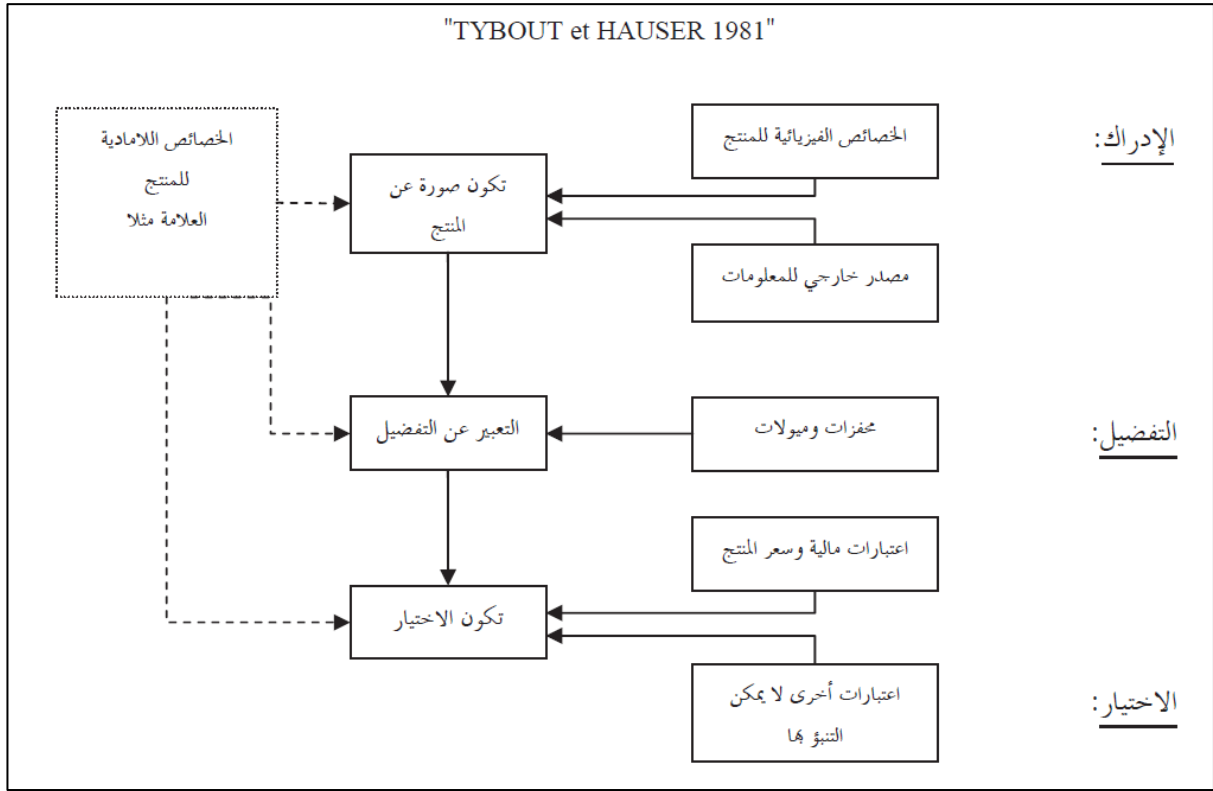 "TYBOUT et HAUSER 1981"
الإدراك:
الخصائص الفيزيائية للمنتج
الخصائص اللامادية
للمنتج
العلامة مثلا
تكون صورة عن
المنتج
مصدر خارجي للمعلومات
التفضيل:
محفزات وميولات
التعبير عن التفضيل
اعتبارات مالية وسعر المنتج
تكون الاختيار
الاختيار:
اعتبارات أخرى لا يمكن
التنبؤ بها